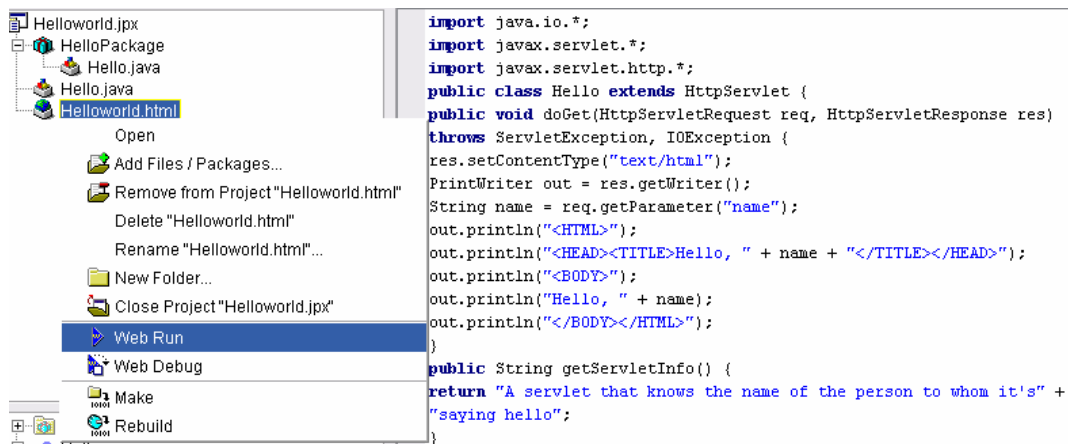 Helloworld.jpx
HelloPackage
Hello.java
Hello.java
Helloworld.html
Open
Add Files / Packages...
Remove from Project "Helloworld.html"
Delete "Helloworld.html"
Rename "Helloworld.html"...
New Folder...
Close Project "Helloworld.jpx"
Web Run
Web Debug
Make
Rebuild
import java.io.*;
import javax.servlet.*;
import javax.servlet.http.*;
public class Hello extends HttpServlet {
public void doGet(HttpServletRequest req, HttpServletResponse res)
throws ServletException, IOException {
res.setContentType("text/html");
PrintWriter out = res.getWriter();
String name = req.getParameter("name");
out.println("<HTML>");
out.println("<HEAD><TITLE>Hello, " + name + "</TITLE></HEAD>");
out.println("<BODY>");
out.println("Hello, " + name);
out.println("</BODY></HTML>");
}
public String getServletInfo() {
return "A servlet that knows the name of the person to whom it's" +
"saying hello";
}